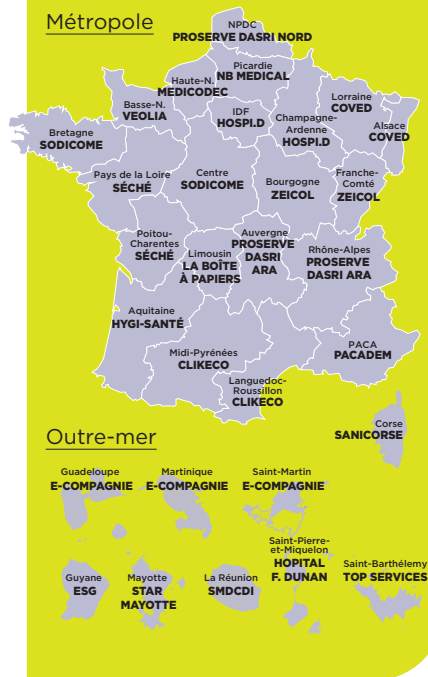 Métropole
NPDC
PROSERVE DASRI NORD
Picardie
NB MEDICAL
Haute-N.
MEDICODEC
Basse-N.
VEOLIA
IDF
HOSPI.D
Champagne-
Ardenne
HOSPI.D
Lorraine
COVED
Alsace
COVED
Bretagne
SODICOME
Pays de la Loire
SÉCHÉ
Centre
SODICOME
Bourgogne
ZEICOL
Franche-
Comté
ZEICOL
Poitou-
Charentes
SÉCHÉ
Limousin
LA BOÎTE
À PAPIERS
Auvergne
PROSERVE
DASRI
ARA
Rhône-Alpes
PROSERVE
DASRI ARA
Aquitaine
HYGI-SANTÉ
Midi-Pyrénées
CLIKECO
Languedoc-
Roussillon
CLIKECO
PACA
PACADEM
Corse
SANICORSE
Outre-mer
Guadeloupe
E-COMPAGNIE
Martinique
E-COMPAGNIE
Saint-Martin
E-COMPAGNIE
Guyane
ESG
Mayotte
STAR
MAYOTTE
La Réunion
SMDCDI
Saint-Pierre-
et-Miquelon
HOPITAL
F. DUNAN
Saint-Barthélemy
TOP SERVICES